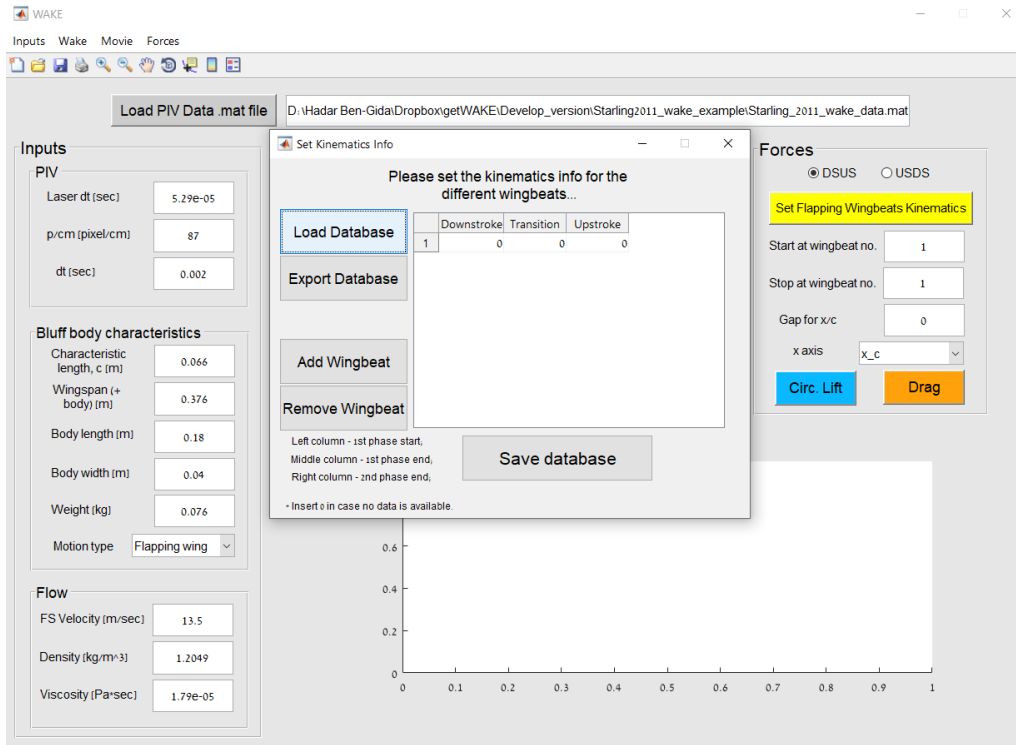 WAKE
Inputs Wake Movie Forces
Load PIV Data .mat file
D:\Hadar Ben-Gida\Dropbox\getWAKE\Develop_version\Starling2011_wake_example\Starling_2011_wake_data.mat
Inputs
PIV
Laser dt [sec] 5.29e-05
p/cm [pixel/cm] 87
dt [sec] 0.002
Bluff body characteristics
Characteristic
length, c [m] 0.066
Wingspan (+
body) [m] 0.376
Body length [m] 0.18
Body width [m] 0.04
Weight [kg] 0.076
Motion type Flapping wing
Flow
FS Velocity [m/sec] 13.5
Density [kg/m^3] 1.2049
Viscosity [Pa*sec] 1.79e-05
Set Kinematics Info
Please set the kinematics info for the
different wingbeats...
Load Database
Export Database
Add Wingbeat
Remove Wingbeat
Downstroke Transition Upstroke
1 0 0 0
Left column - 1st phase start,
Middle column - 1st phase end,
Right column - 2nd phase end,
* Insert 0 in case no data is available.
Save database
Forces
DSUS USDS
Set Flapping Wingbeats Kinematics
Start at wingbeat no. 1
Stop at wingbeat no. 1
Gap for x/c 0
x axis x_c
Circ. Lift Drag
0.6
0.4
0.2
0
0 0.1 0.2 0.3 0.4 0.5 0.6 0.7 0.8 0.9 1